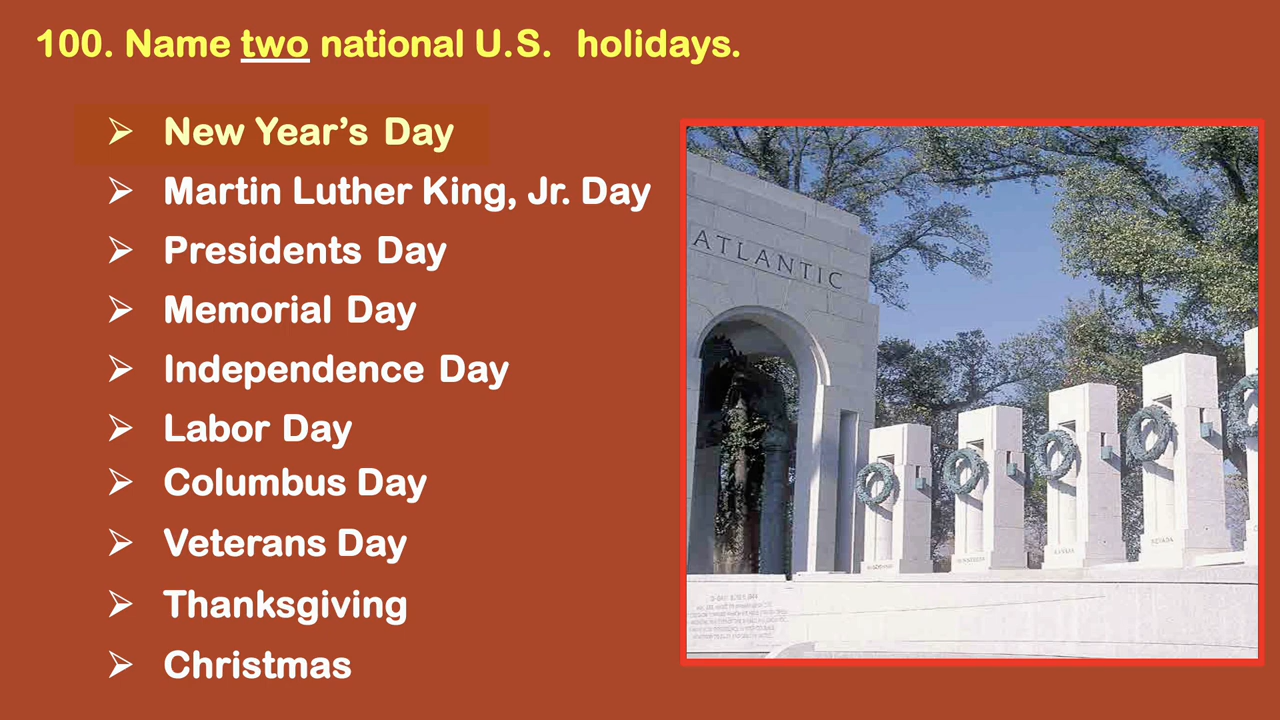 100. Name two national U.S. holidays.
New Year's Day
Martin Luther King, Jr. Day
Presidents Day
Memorial Day
Independence Day
Labor Day
Columbus Day
Veterans Day
Thanksgiving
Christmas
ATLANTIC
NEVADA